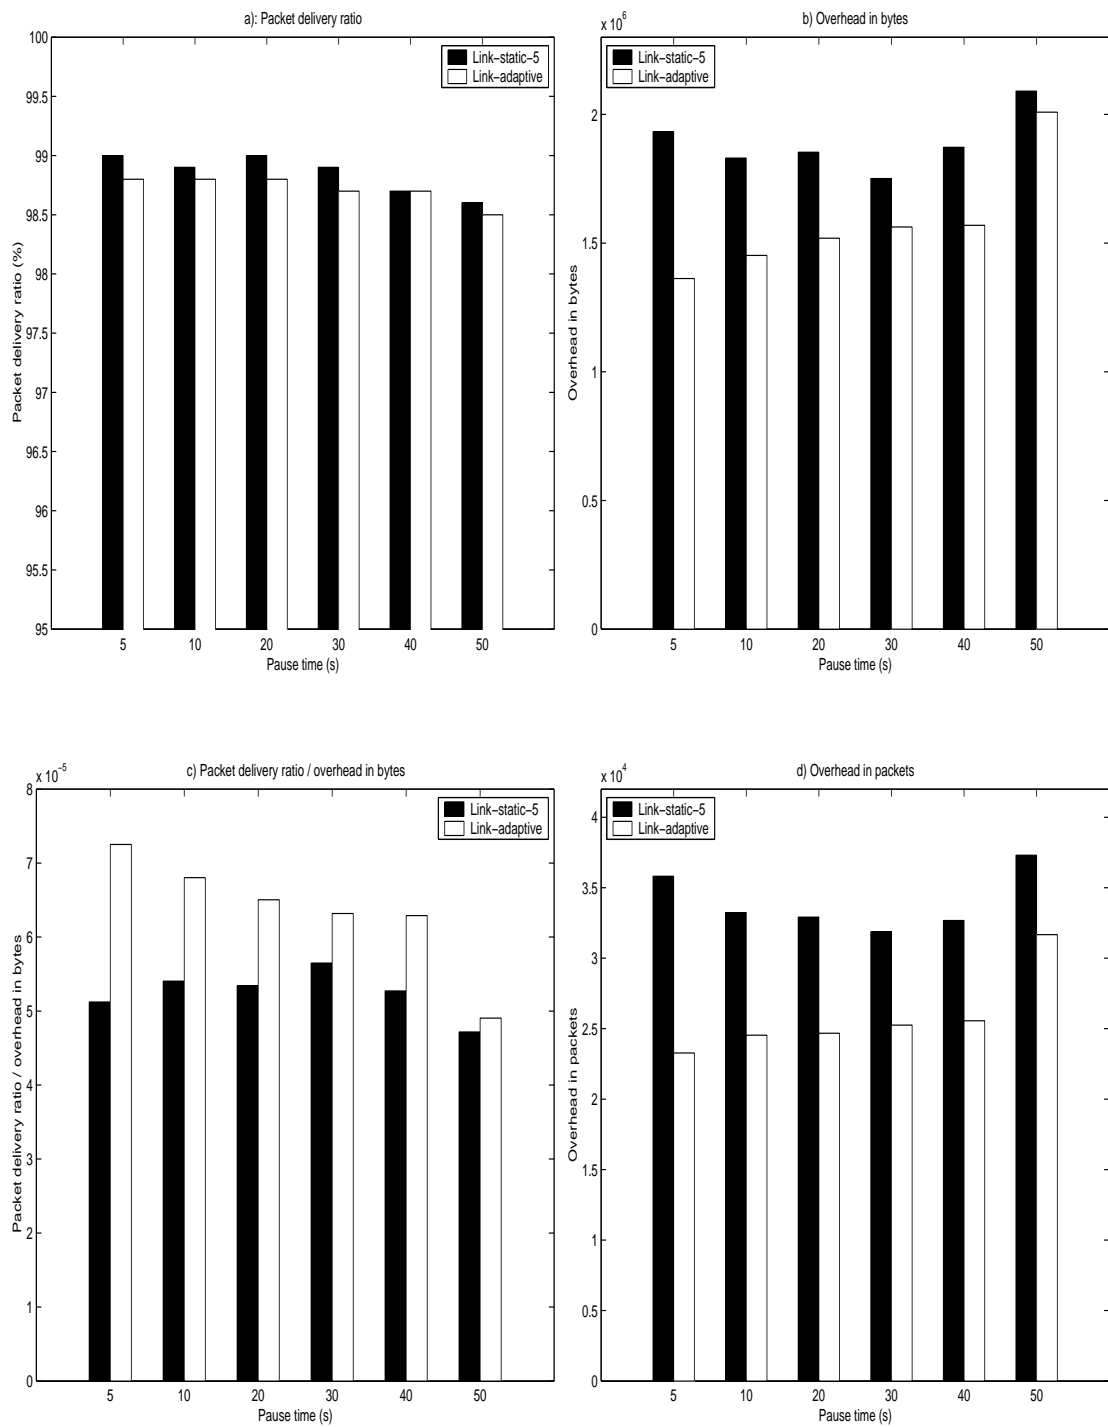 a): Packet delivery ratio
100
99.5
99
98.5
98
97.5
97
96.5
96
95.5
95
Packet delivery ratio (%)
Link−static−5
Link−adaptive
5 10 20 30 40 50
Pause time (s)
b) Overhead in bytes
x 10^6
2
1.5
1
0.5
0
Overhead in bytes
Link−static−5
Link−adaptive
5 10 20 30 40 50
Pause time (s)
c) Packet delivery ratio / overhead in bytes
x 10^−5
8
7
6
5
4
3
2
1
0
Packet delivery ratio / overhead in bytes
Link−static−5
Link−adaptive
5 10 20 30 40 50
Pause time (s)
d) Overhead in packets
x 10^4
4
3.5
3
2.5
2
1.5
1
0.5
0
Overhead in packets
Link−static−5
Link−adaptive
5 10 20 30 40 50
Pause time (s)